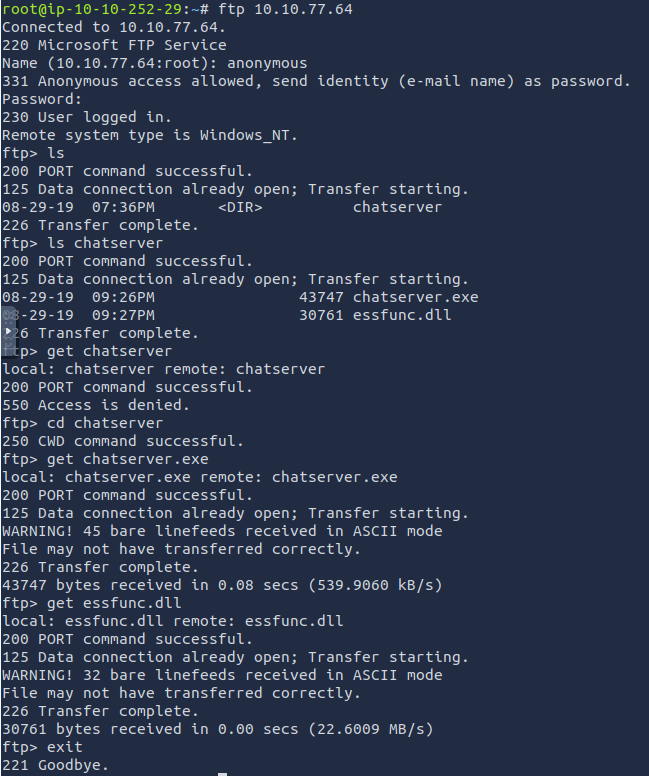 root@ip-10-10-252-29:~# ftp 10.10.77.64
Connected to 10.10.77.64.
220 Microsoft FTP Service
Name (10.10.77.64:root): anonymous
331 Anonymous access allowed, send identity (e-mail name) as password.
Password:
230 User logged in.
Remote system type is Windows_NT.
ftp> ls
200 PORT command successful.
125 Data connection already open; Transfer starting.
08-29-19  07:36PM       <DIR>          chatserver
226 Transfer complete.
ftp> ls chatserver
200 PORT command successful.
125 Data connection already open; Transfer starting.
08-29-19  09:26PM                43747 chatserver.exe
08-29-19  09:27PM                30761 essfunc.dll
226 Transfer complete.
ftp> get chatserver
local: chatserver remote: chatserver
200 PORT command successful.
550 Access is denied.
ftp> cd chatserver
250 CWD command successful.
ftp> get chatserver.exe
local: chatserver.exe remote: chatserver.exe
200 PORT command successful.
125 Data connection already open; Transfer starting.
WARNING! 45 bare linefeeds received in ASCII mode
File may not have transferred correctly.
226 Transfer complete.
43747 bytes received in 0.08 secs (539.9060 kB/s)
ftp> get essfunc.dll
local: essfunc.dll remote: essfunc.dll
200 PORT command successful.
125 Data connection already open; Transfer starting.
WARNING! 32 bare linefeeds received in ASCII mode
File may not have transferred correctly.
226 Transfer complete.
30761 bytes received in 0.00 secs (22.6009 MB/s)
ftp> exit
221 Goodbye.